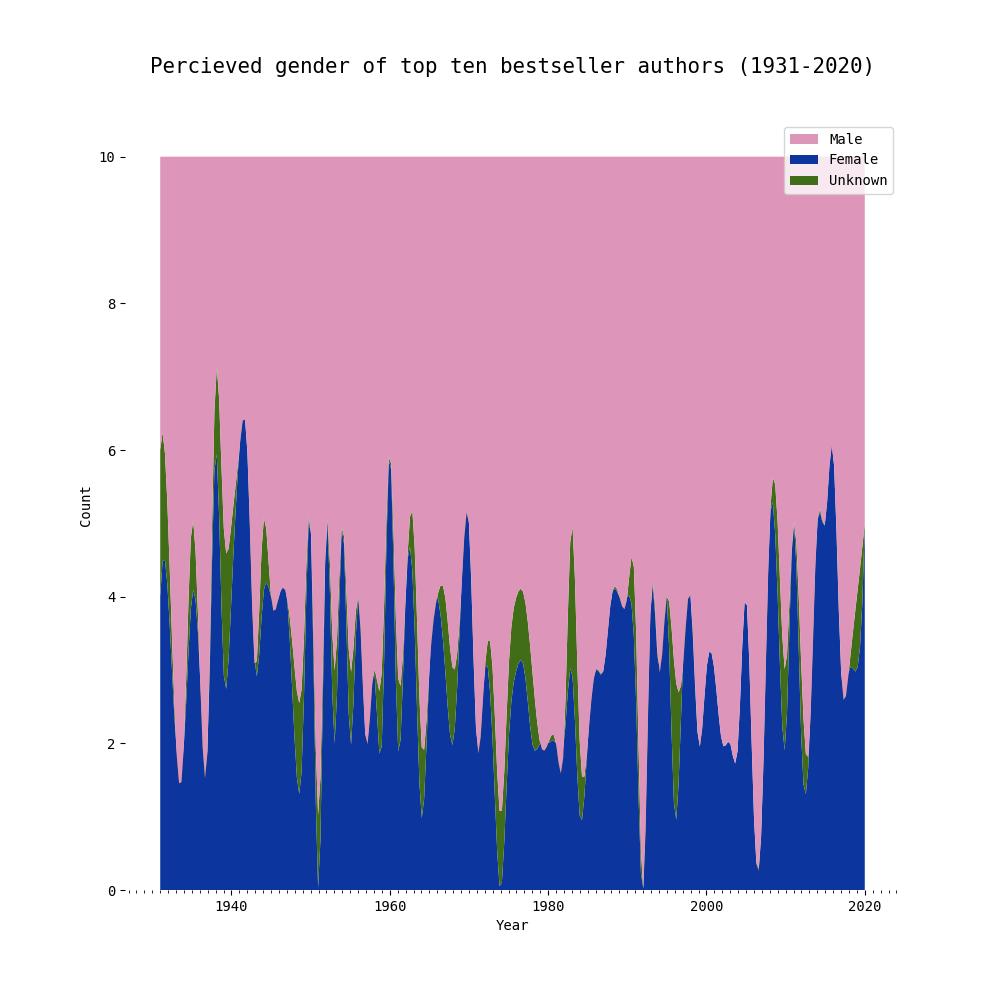 Percieved gender of top ten bestseller authors (1931-2020)
Male
Female
Unknown
10
8
6
4
2
0
Count
1940 1960 1980 2000 2020
Year